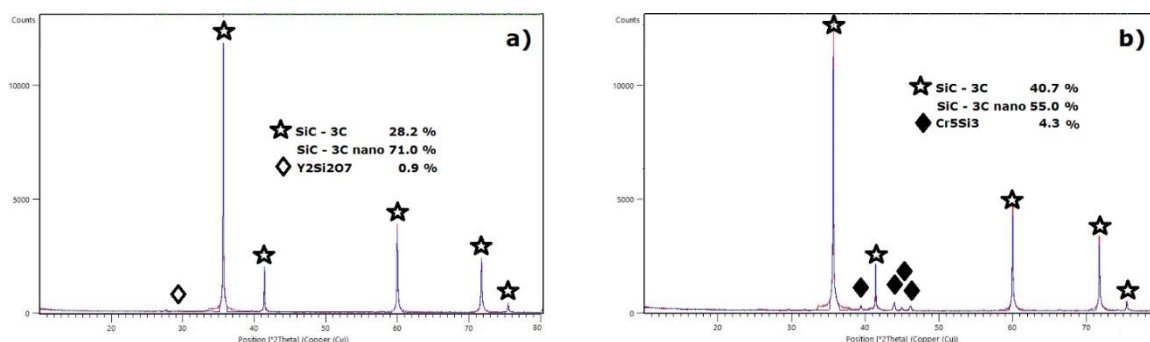 Counts
a)
10000
SiC - 3C 28.2 %
SiC - 3C nano 71.0 %
Y2Si2O7 0.9 %
5000
0
20 30 40 50 60 70 80
Position [°2Theta] (Copper (Cu))
Counts
b)
10000
SiC - 3C 40.7 %
SiC - 3C nano 55.0 %
Cr5Si3 4.3 %
5000
0
20 30 40 50 60 70
Position [°2Theta] (Copper (Cu))